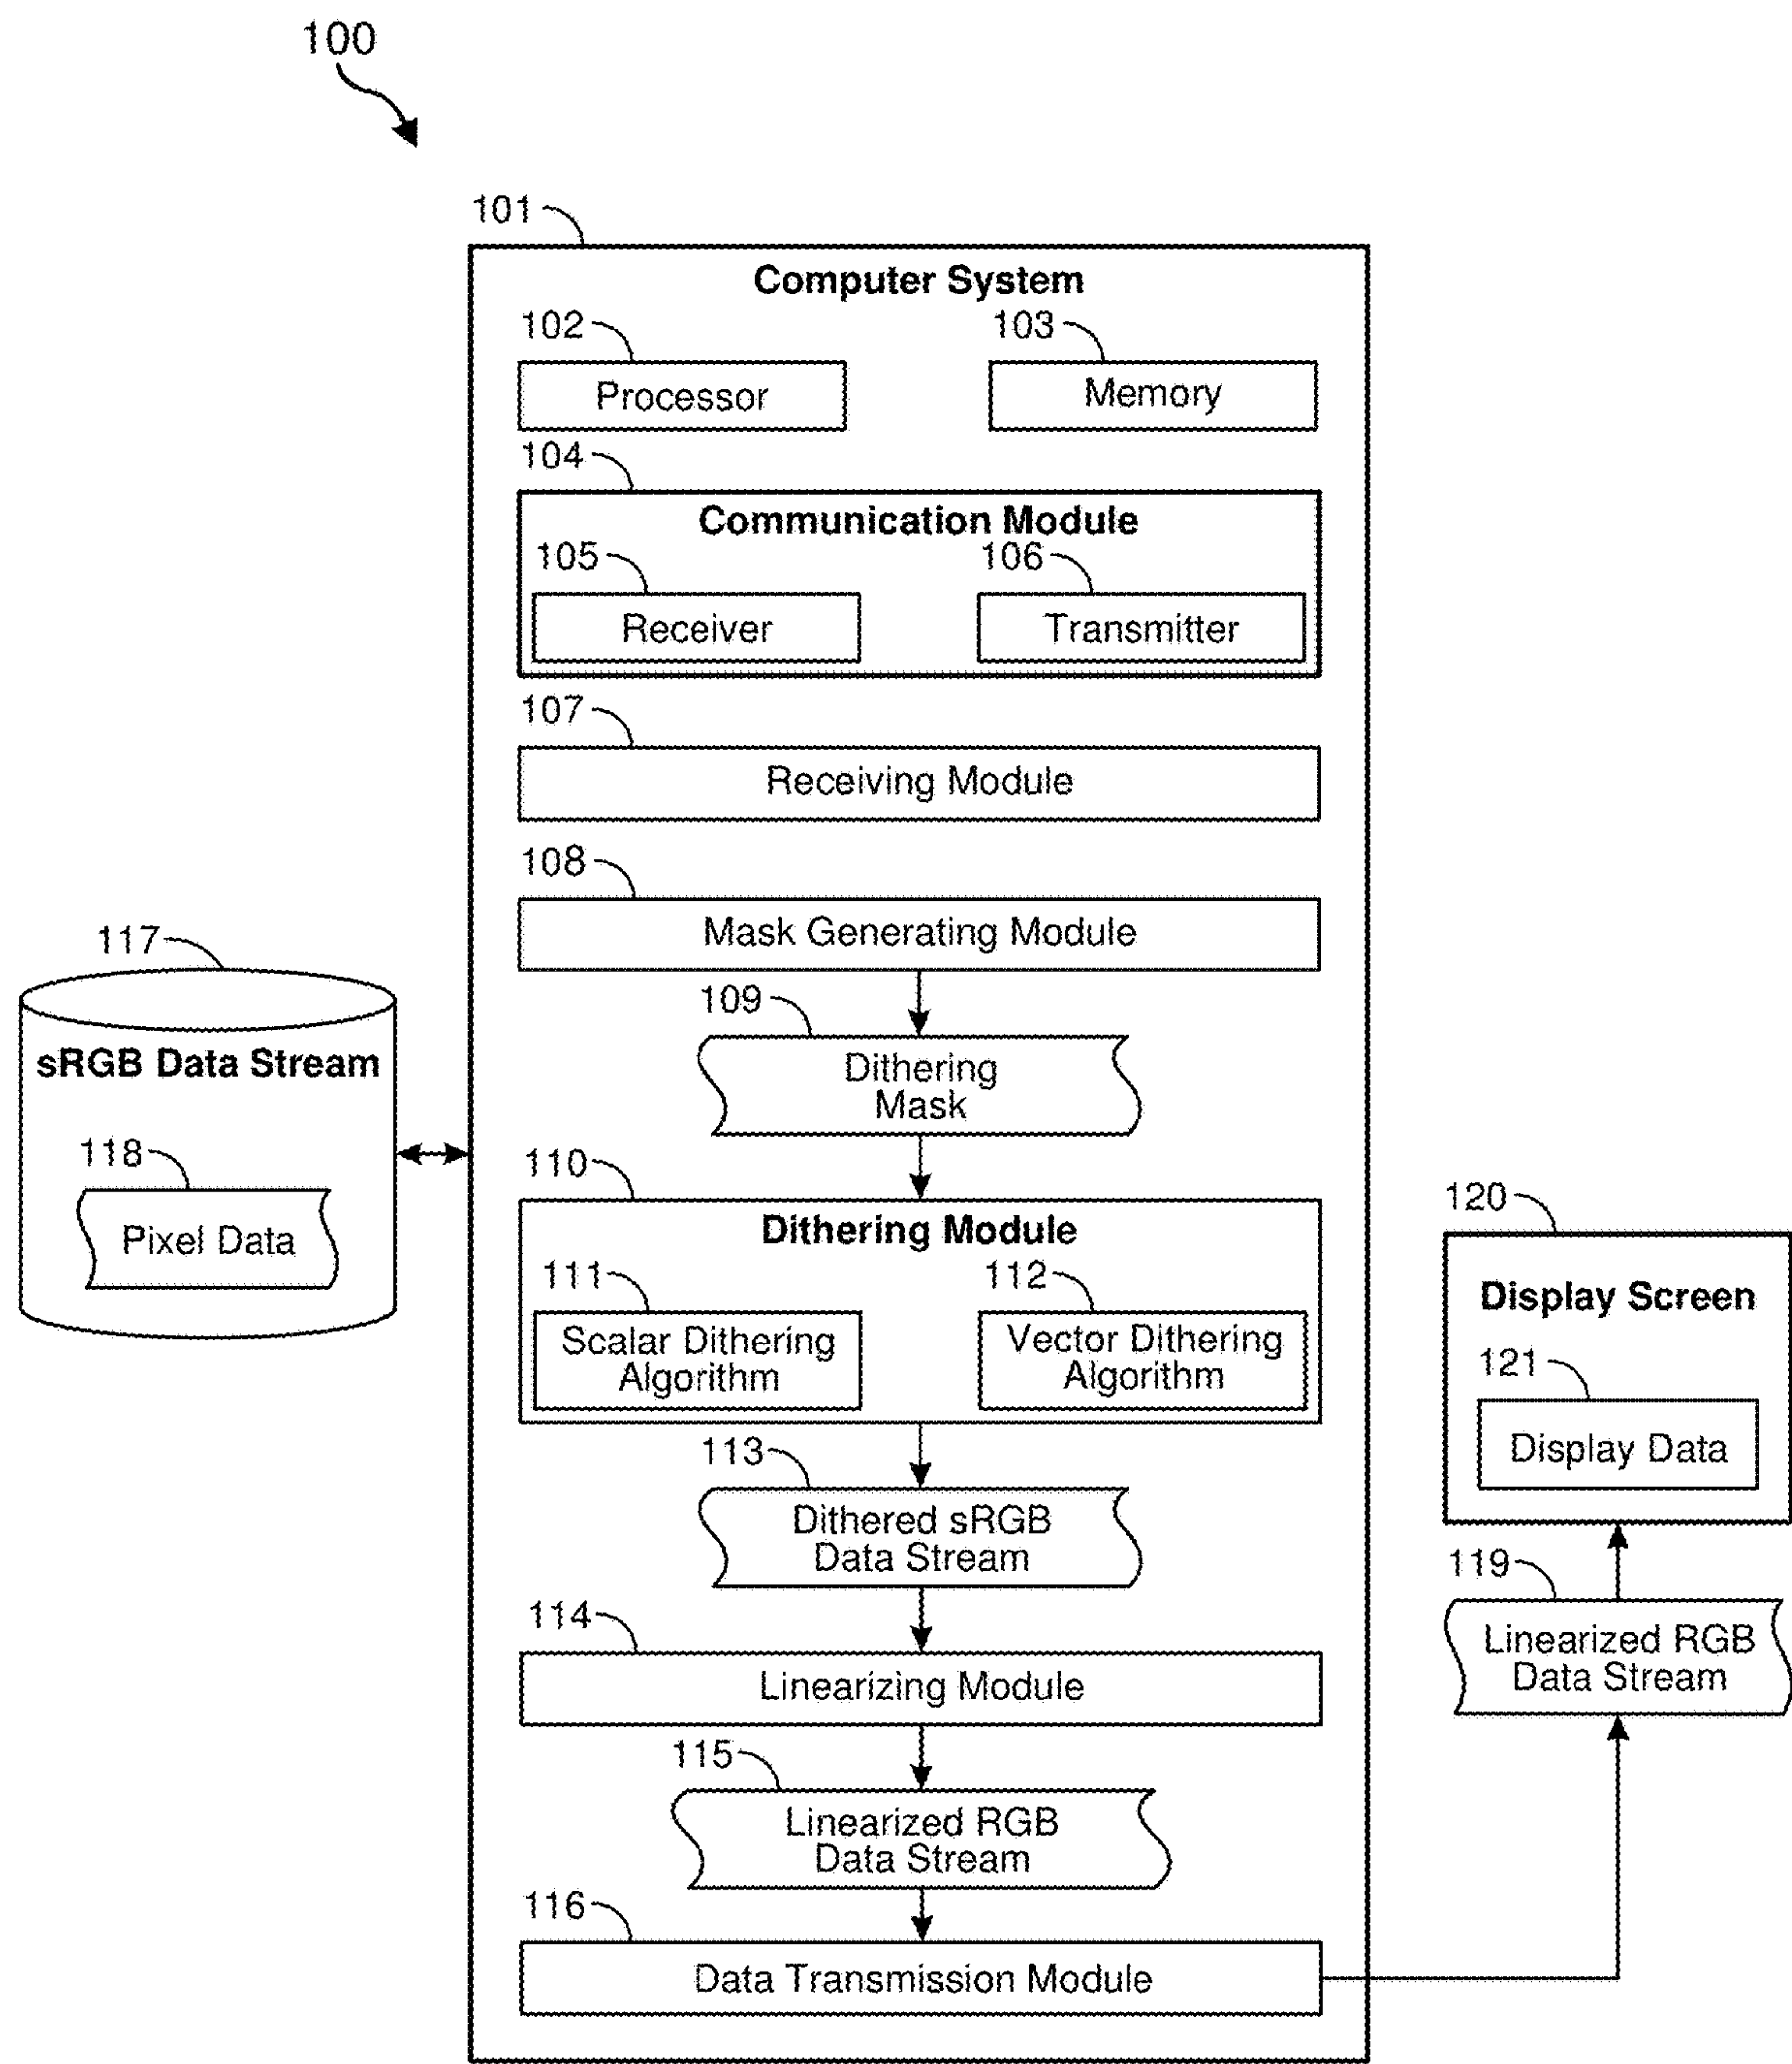 100
101
Computer System
102
103
Processor
Memory
104
Communication Module
105
106
Receiver
Transmitter
107
Receiving Module
108
Mask Generating Module
109
Dithering
Mask
117
sRGB Data Stream
118
Pixel Data
110
Dithering Module
111
112
Scalar Dithering
Algorithm
Vector Dithering
Algorithm
113
Dithered sRGB
Data Stream
114
Linearizing Module
115
Linearized RGB
Data Stream
116
Data Transmission Module
120
Display Screen
121
Display Data
119
Linearized RGB
Data Stream